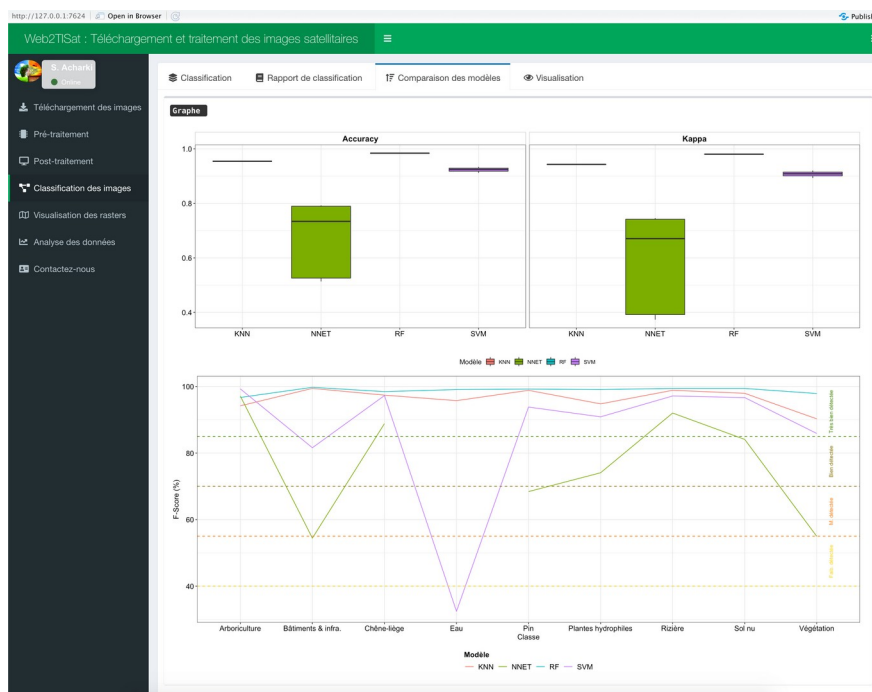 http://127.0.0.1:7624 Open in Browser Publish
Web2TISat : Téléchargement et traitement des images satellitaires
S. Acharki
Online
Téléchargement des images
Pré-traitement
Post-traitement
Classification des images
Visualisation des rasters
Analyse des données
Contactez-nous
Classification Rapport de classification Comparaison des modèles Visualisation
Graphe
Accuracy Kappa
1.0
0.8
0.6
0.4
KNN NNET RF SVM KNN NNET RF SVM
Modèle KNN NNET RF SVM
100
80
60
40
F-Score (%)
Très bien détectée
Bien détectée
M. détectée
Arboriculture Bâtiments & infra. Chêne-liège Eau Pin Plantes hydrophiles Rizière Sol nu Végétation
Classe
Modèle
KNN NNET RF SVM